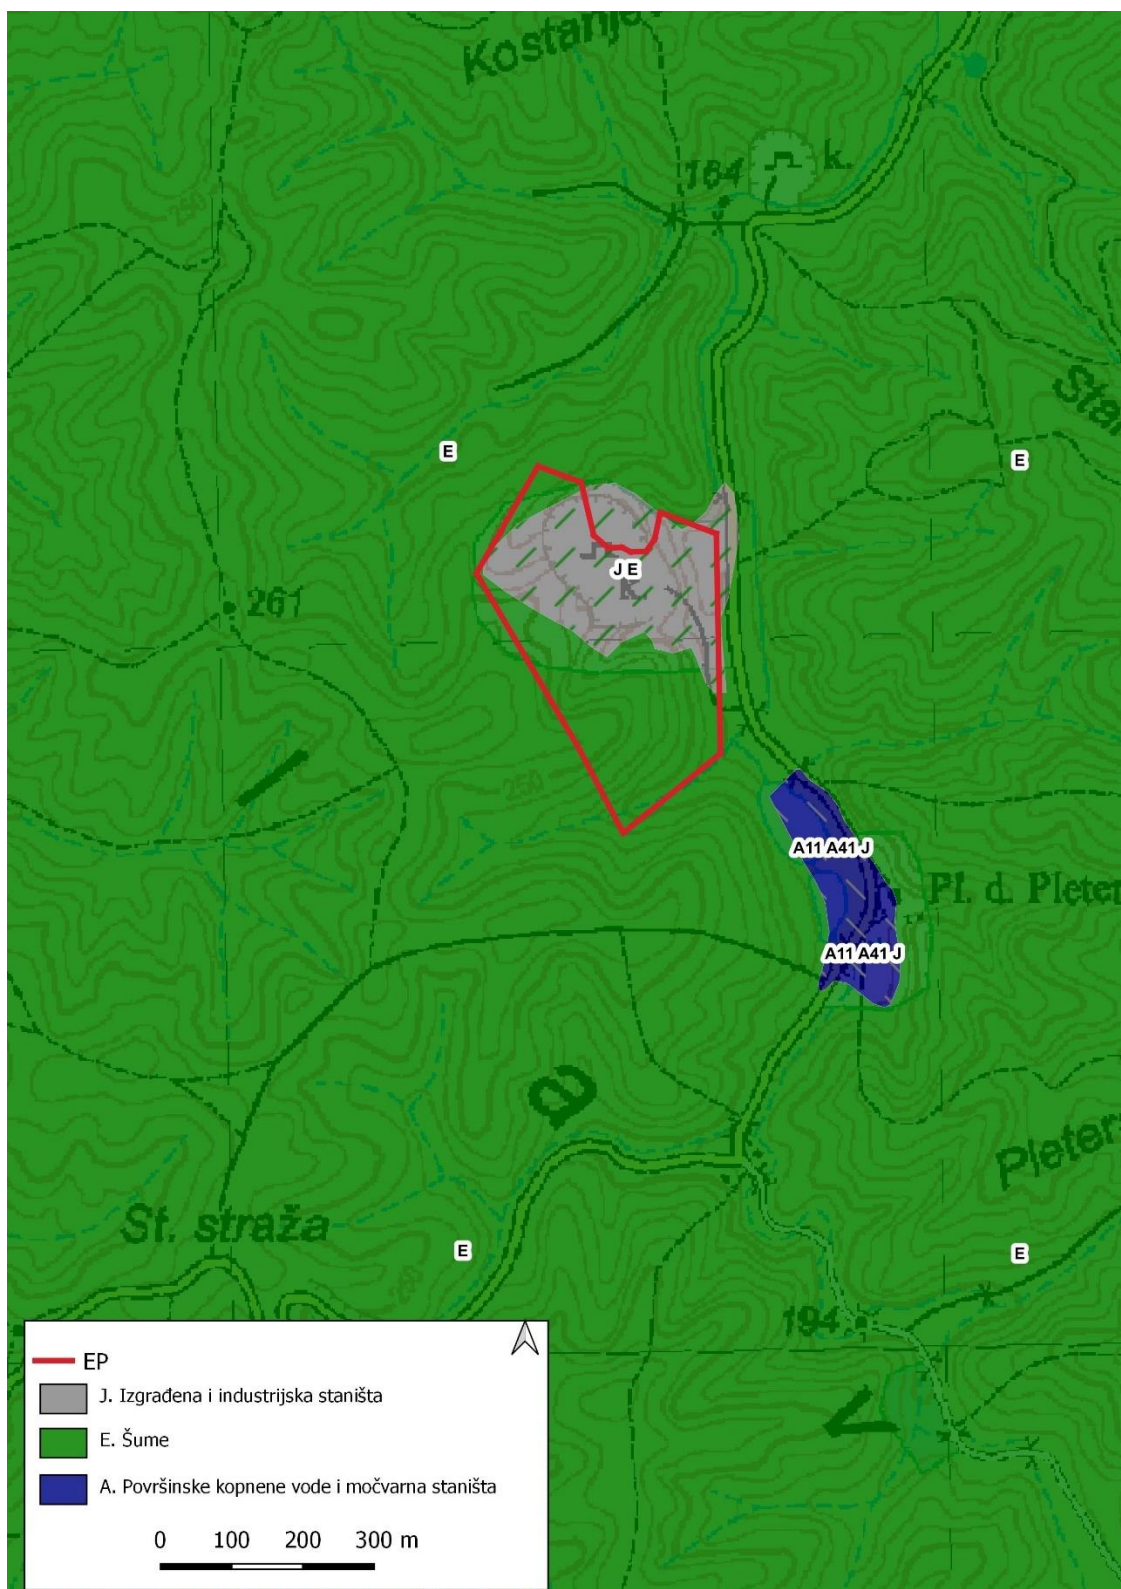 Kostanj
164
k.
Star
E
E
261
J E
K
250
A11 A41 J
Pl. d. Pleter
A11 A41 J
a
Pleter
St. straža
E
E
194
EP
J. Izgrađena i industrijska staništa
E. Šume
A. Površinske kopnene vode i močvarna staništa
0 100 200 300 m